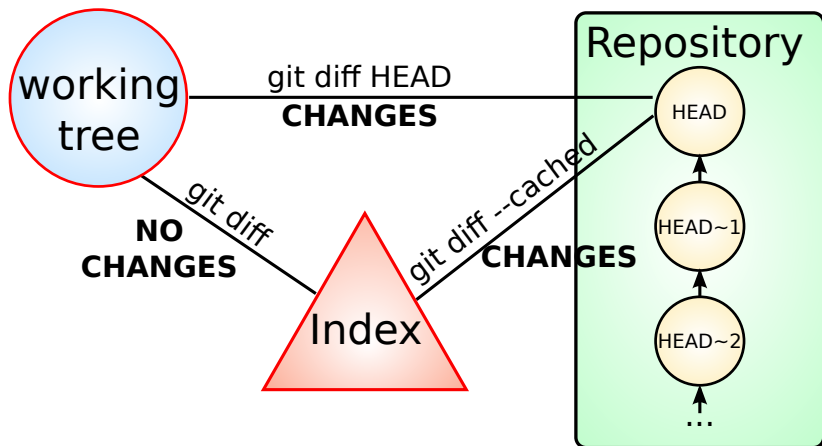 working
tree
git diff HEAD
CHANGES
Repository
HEAD
git diff
NO
CHANGES
git diff --cached
CHANGES
HEAD~1
Index
HEAD~2
...